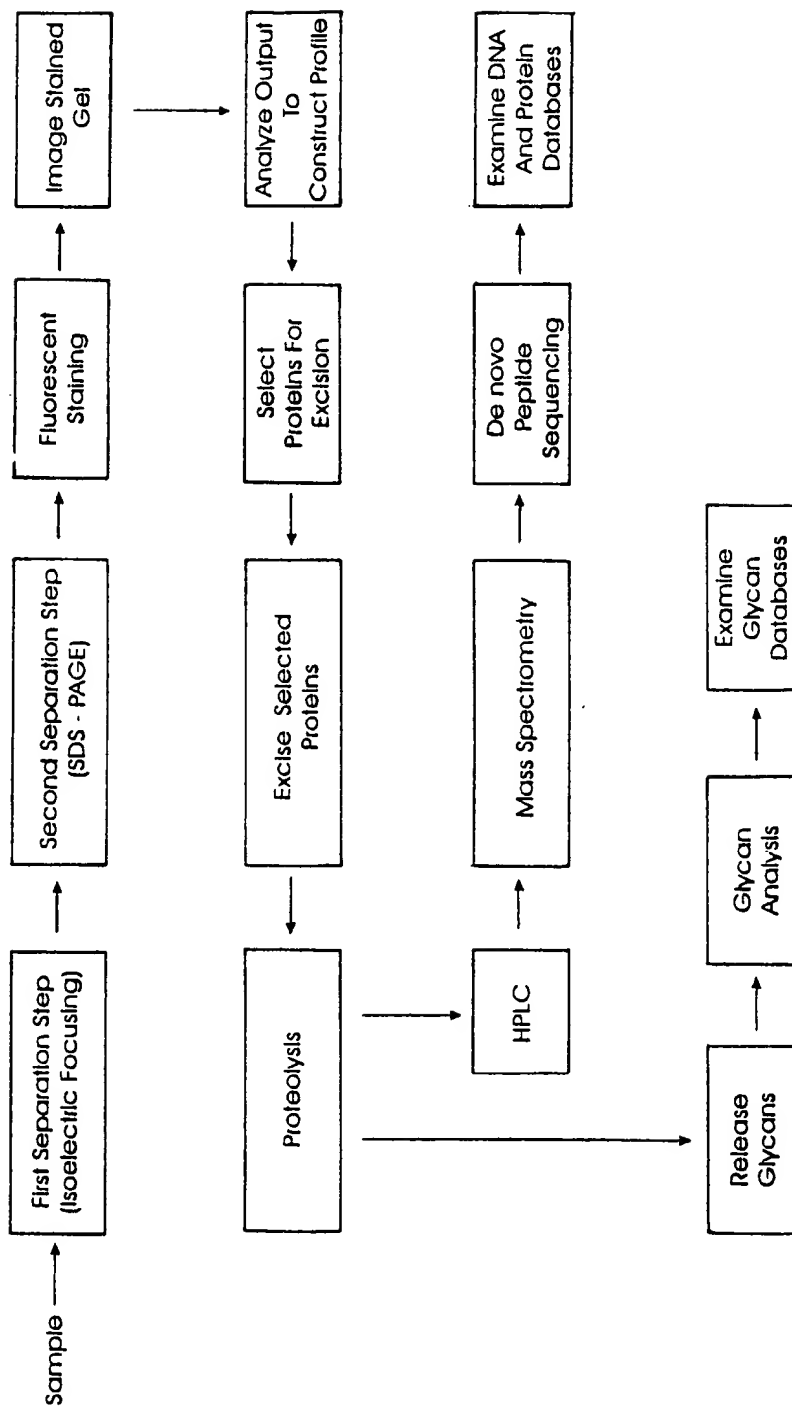 Sample
First Separation Step
(Isoelectric Focusing)
Second Separation Step
(SDS - PAGE)
Fluorescent
Staining
Image Stained
Gel
Analyze Output
To
Construct Profile
Select
Proteins For
Excision
Excise Selected
Proteins
Proteolysis
HPLC
Mass Spectrometry
De novo
Peptide
Sequencing
Examine DNA
And Protein
Databases
Release
Glycans
Glycan
Analysis
Examine
Glycan
Databases